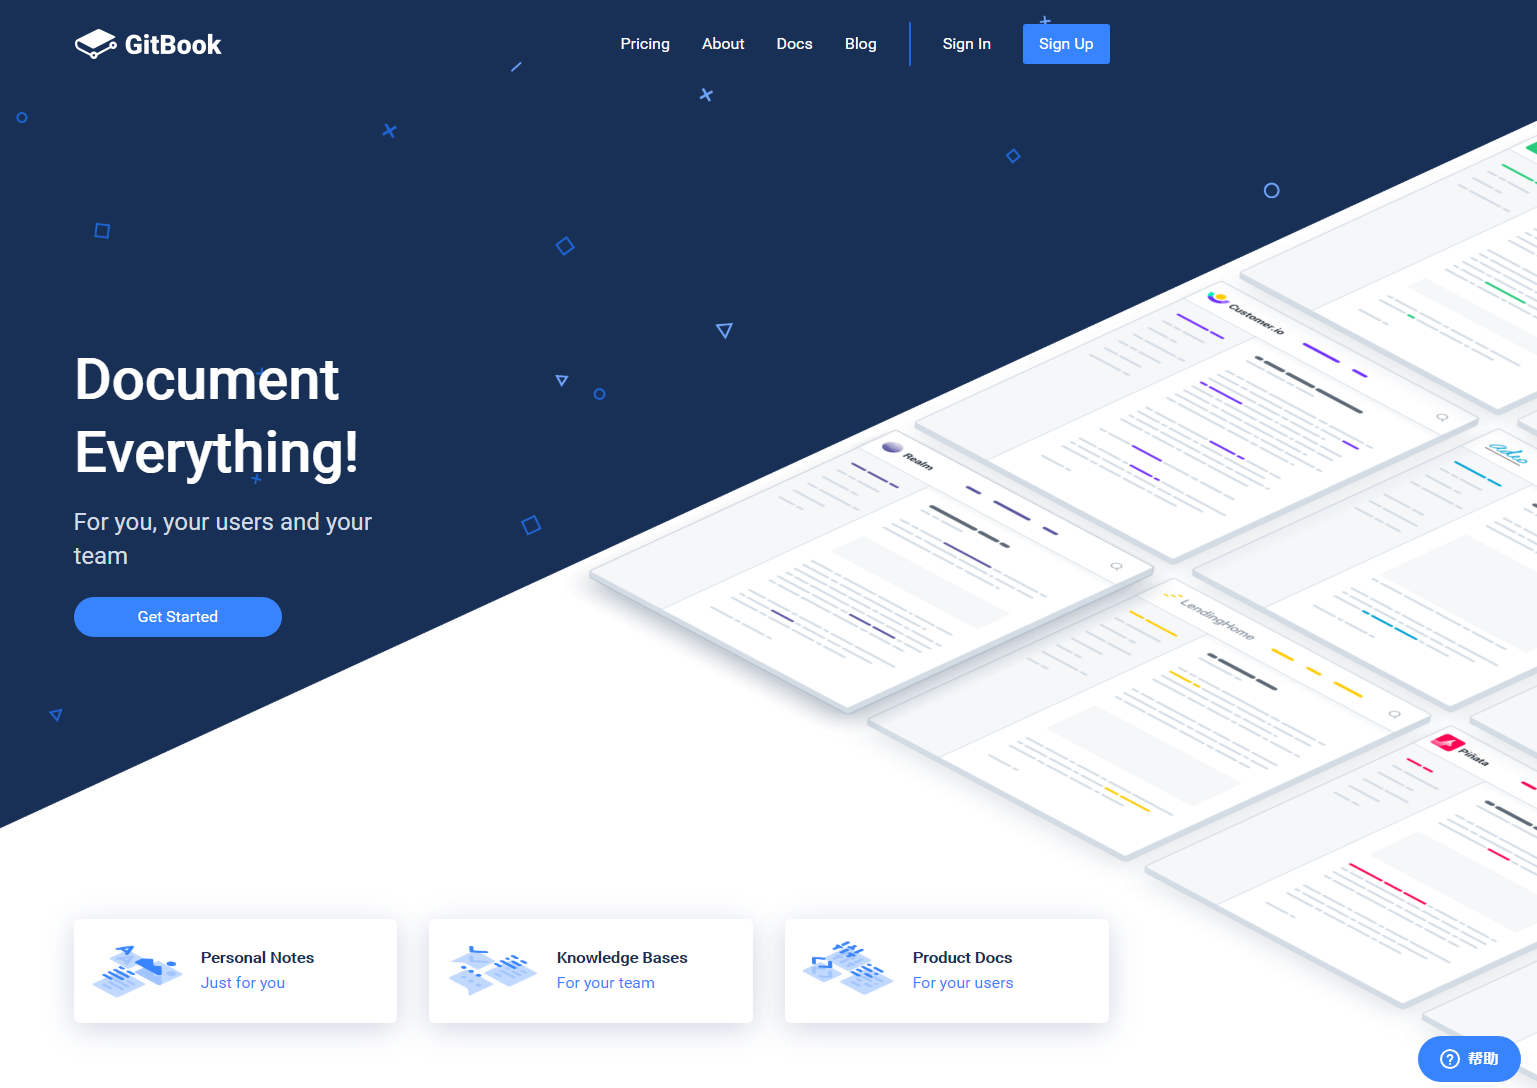 GitBook
Pricing
About
Docs
Blog
Sign In
Sign Up
Document
Everything!
For you, your users and your
team
Get Started
Customer.io
Realm
adeo
LendingHome
Piñata
Personal Notes
Just for you
Knowledge Bases
For your team
Product Docs
For your users
帮助